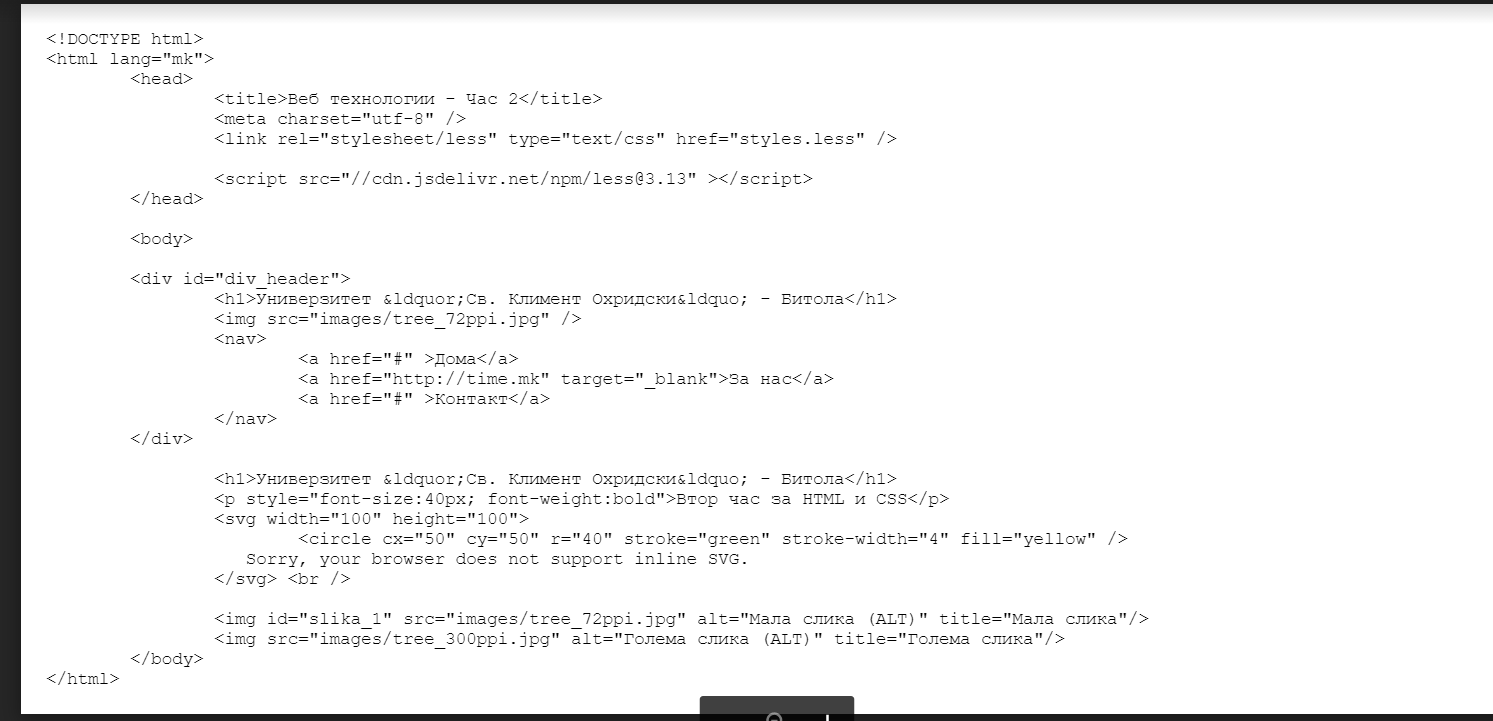 <!DOCTYPE html>
<html lang="mk">
<head>
<title>Веб технологии - Час 2</title>
<meta charset="utf-8" />
<link rel="stylesheet/less" type="text/css" href="styles.less" />
<script src="//cdn.jsdelivr.net/npm/less@3.13" ></script>
</head>
<body>
<div id="div_header">
<h1>Универзитет &ldquor;Св. Климент Охридски&ldquo; - Битола</h1>
<img src="images/tree_72ppi.jpg" />
<nav>
<a href="#" >Дома</a>
<a href="http://time.mk" target="_blank">За нас</a>
<a href="#" >Контакт</a>
</nav>
</div>
<h1>Универзитет &ldquor;Св. Климент Охридски&ldquo; - Битола</h1>
<p style="font-size:40px; font-weight:bold">Втор час за HTML и CSS</p>
<svg width="100" height="100">
<circle cx="50" cy="50" r="40" stroke="green" stroke-width="4" fill="yellow" />
Sorry, your browser does not support inline SVG.
</svg> <br />
<img id="slika_1" src="images/tree_72ppi.jpg" alt="Мала слика (ALT)" title="Мала слика"/>
<img src="images/tree_300ppi.jpg" alt="Голема слика (ALT)" title="Голема слика"/>
</body>
</html>